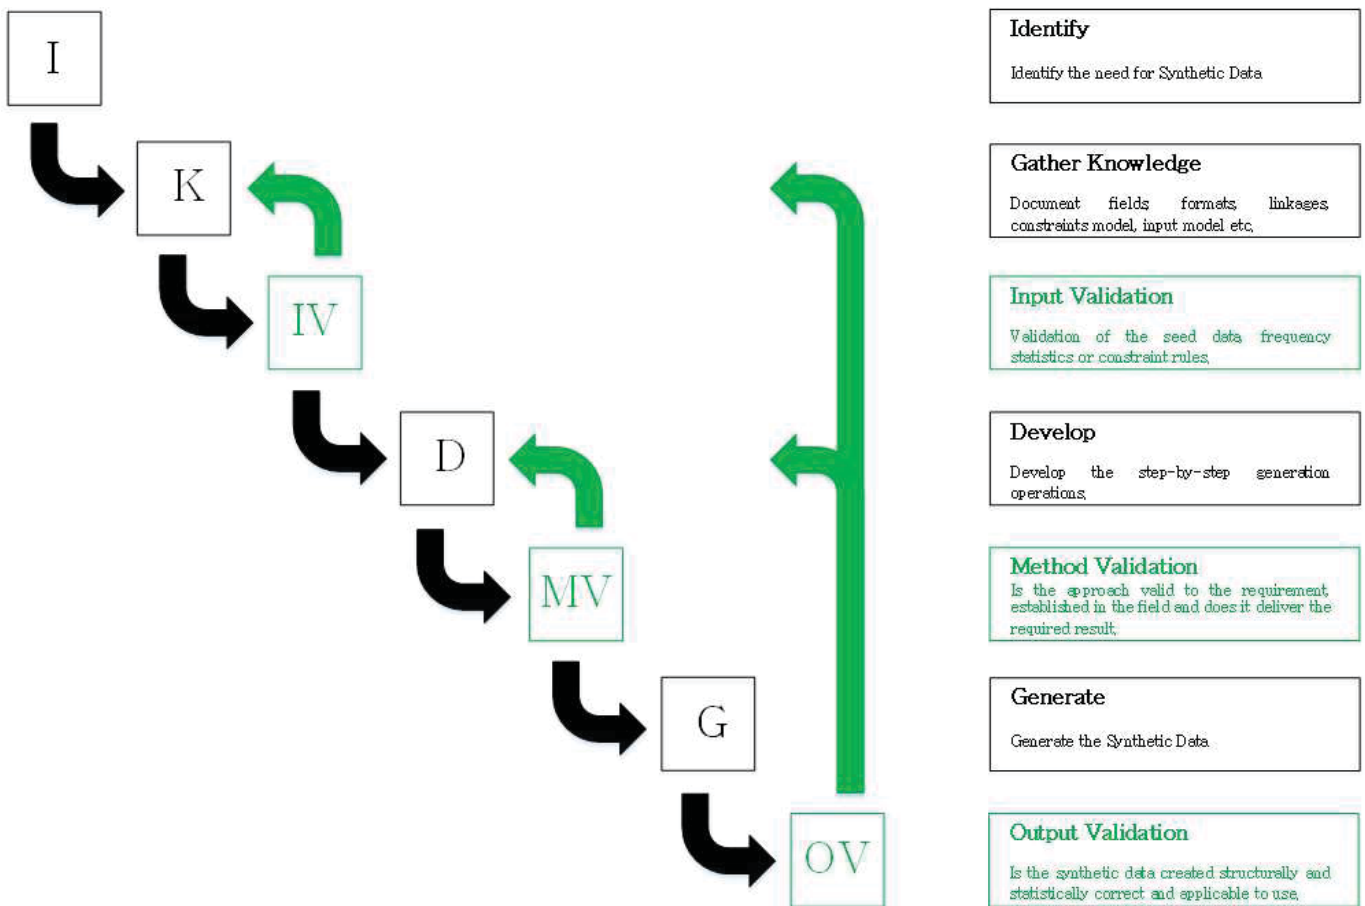 I
Identify
Identify the need for Synthetic Data
K
Gather Knowledge
Document fields, formats, linkages,
constraints model, input model etc.
IV
Input Validation
Validation of the seed data, frequency
statistics or constraint rules.
D
Develop
Develop the step-by-step generation
operations.
MV
Method Validation
Is the approach valid to the requirement,
established in the field and does it deliver the
required result.
G
Generate
Generate the Synthetic Data
OV
Output Validation
Is the synthetic data created structurally and
statistically correct and applicable to use.